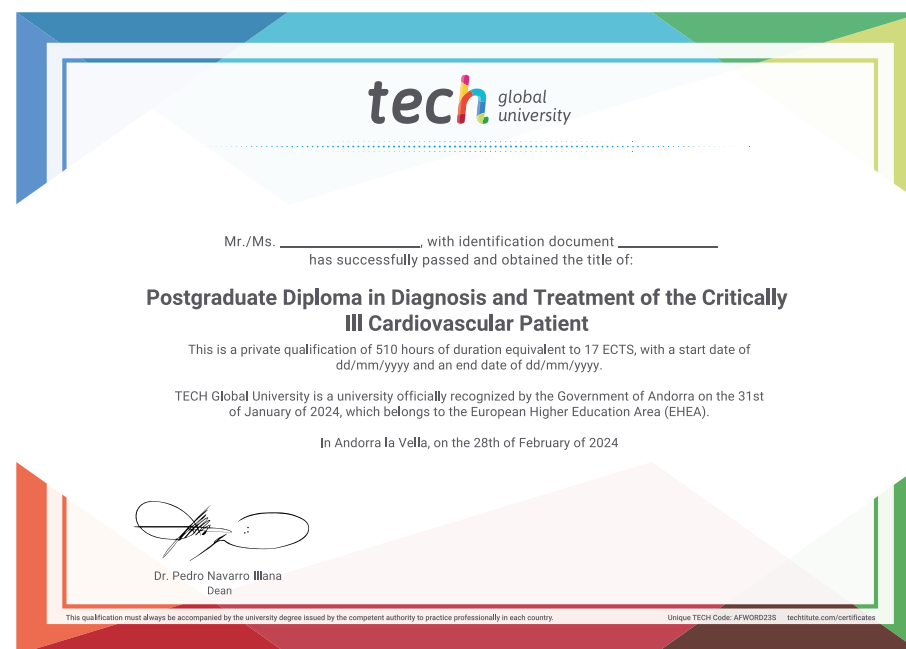 tech global
university
Mr./Ms. ____________________, with identification document ______________
has successfully passed and obtained the title of:
Postgraduate Diploma in Diagnosis and Treatment of the Critically
Ill Cardiovascular Patient
This is a private qualification of 510 hours of duration equivalent to 17 ECTS, with a start date of
dd/mm/yyyy and an end date of dd/mm/yyyy.
TECH Global University is a university officially recognized by the Government of Andorra on the 31st
of January of 2024, which belongs to the European Higher Education Area (EHEA).
In Andorra la Vella, on the 28th of February of 2024
Dr. Pedro Navarro Illana
Dean
This qualification must always be accompanied by the university degree issued by the competent authority to practice professionally in each country. Unique TECH Code: AFWORD23S techtitute.com/certificates